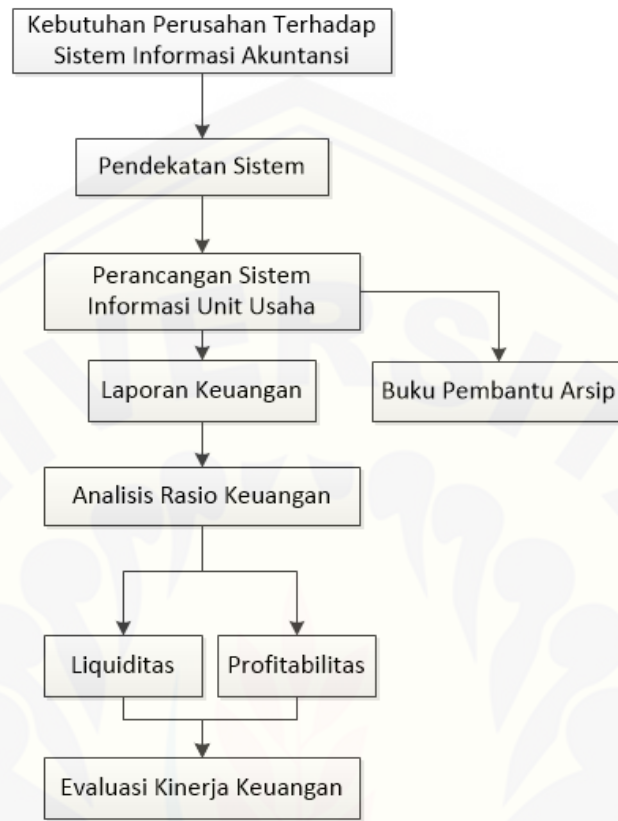 Kebutuhan Perusahan Terhadap
Sistem Informasi Akuntansi
Pendekatan Sistem
Perancangan Sistem
Informasi Unit Usaha
Laporan Keuangan
Buku Pembantu Arsip
Analisis Rasio Keuangan
Liquiditas
Profitabilitas
Evaluasi Kinerja Keuangan